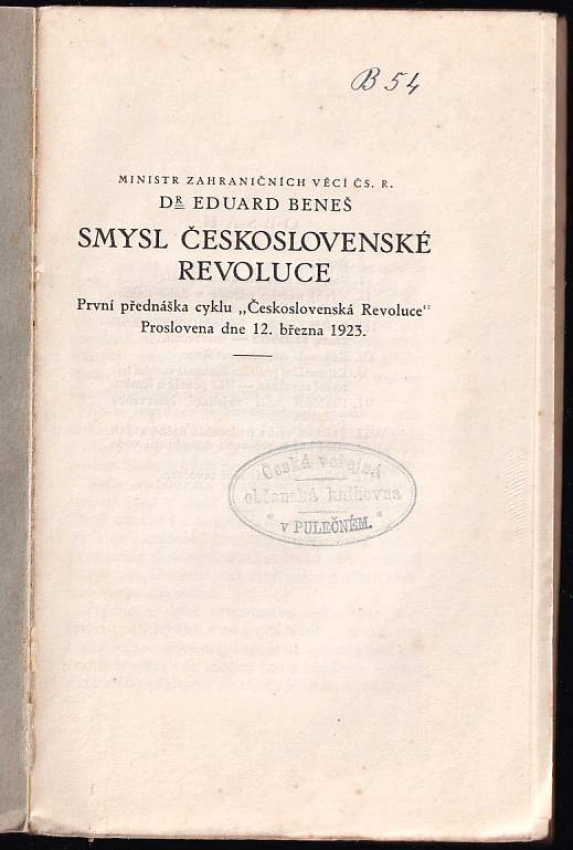 B 54
MINISTR ZAHRANIČNÍCH VĚCÍ ČS. R.
DR EDUARD BENEŠ
SMYSL ČESKOSLOVENSKÉ
REVOLUCE
První přednáška cyklu „Československá Revoluce“
Proslovena dne 12. března 1923.
Česká veřejná
občanská knihovna
* v PULEČNÉM. *